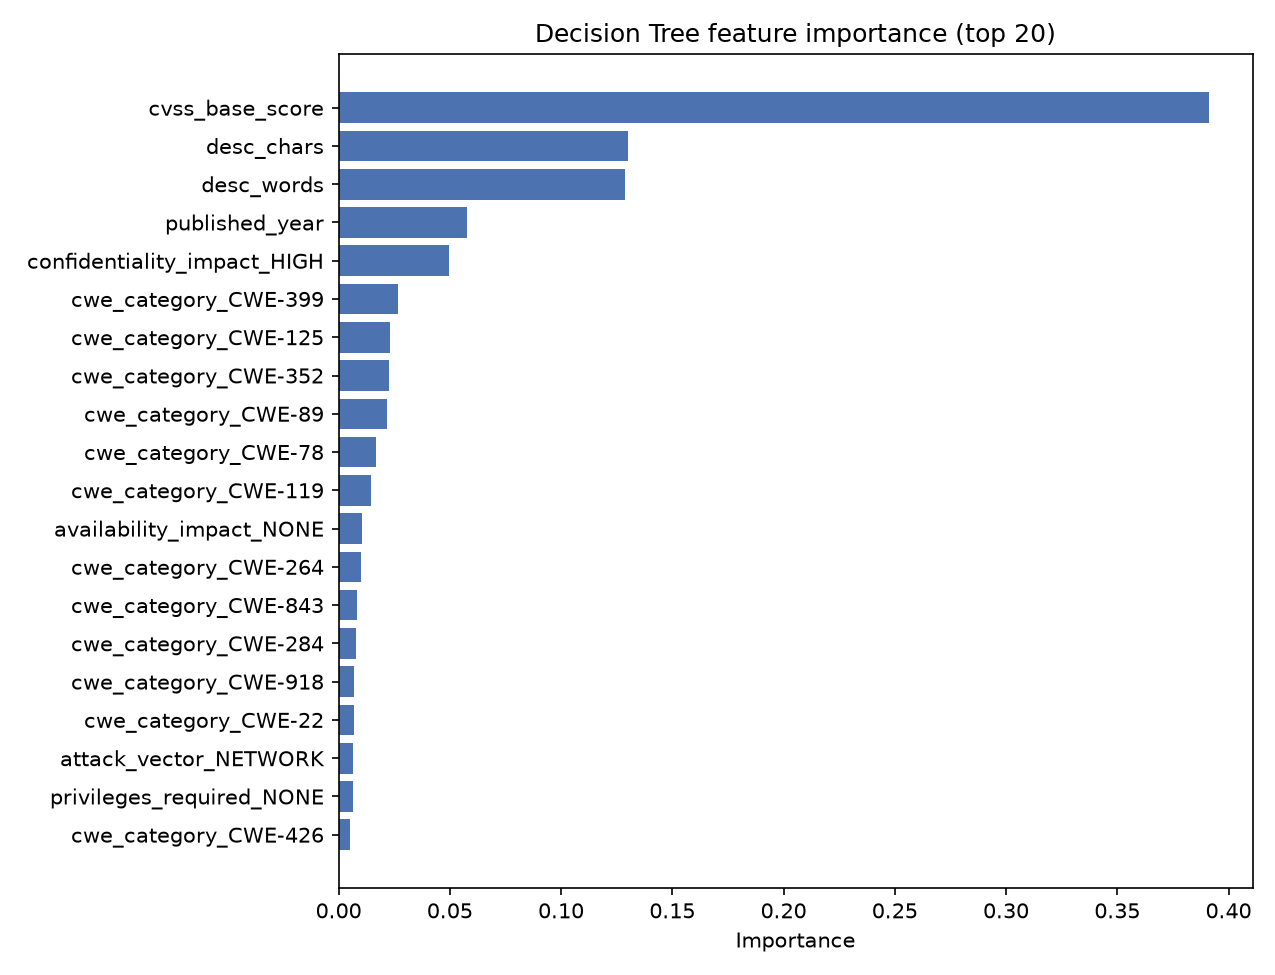 Decision Tree feature importance (top 20)
cvss_base_score
desc_chars
desc_words
published_year
confidentiality_impact_HIGH
cwe_category_CWE-399
cwe_category_CWE-125
cwe_category_CWE-352
cwe_category_CWE-89
cwe_category_CWE-78
cwe_category_CWE-119
availability_impact_NONE
cwe_category_CWE-264
cwe_category_CWE-843
cwe_category_CWE-284
cwe_category_CWE-918
cwe_category_CWE-22
attack_vector_NETWORK
privileges_required_NONE
cwe_category_CWE-426
0.00 0.05 0.10 0.15 0.20 0.25 0.30 0.35 0.40
Importance